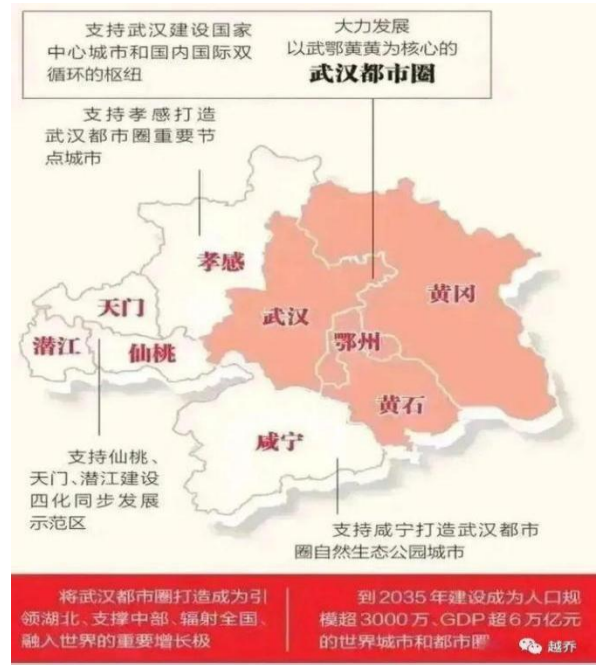 支持武汉建设国家
中心城市和国内国际双
循环的枢纽
大力发展
以武鄂黄黄为核心的
武汉都市圈
支持孝感打造
武汉都市圈重要节
点城市
孝感
黄冈
天门
武汉
潜江
仙桃
鄂州
黄石
咸宁
支持仙桃、
天门、潜江建设
四化同步发展
示范区
支持咸宁打造武汉都市
圈自然生态公园城市
将武汉都市圈打造成为引
领湖北、支撑中部、辐射全国、
融入世界的重要增长极
到2035年建设成为人口规
模超3000万、GDP超6万亿元
的世界城市和都市圈
越乔